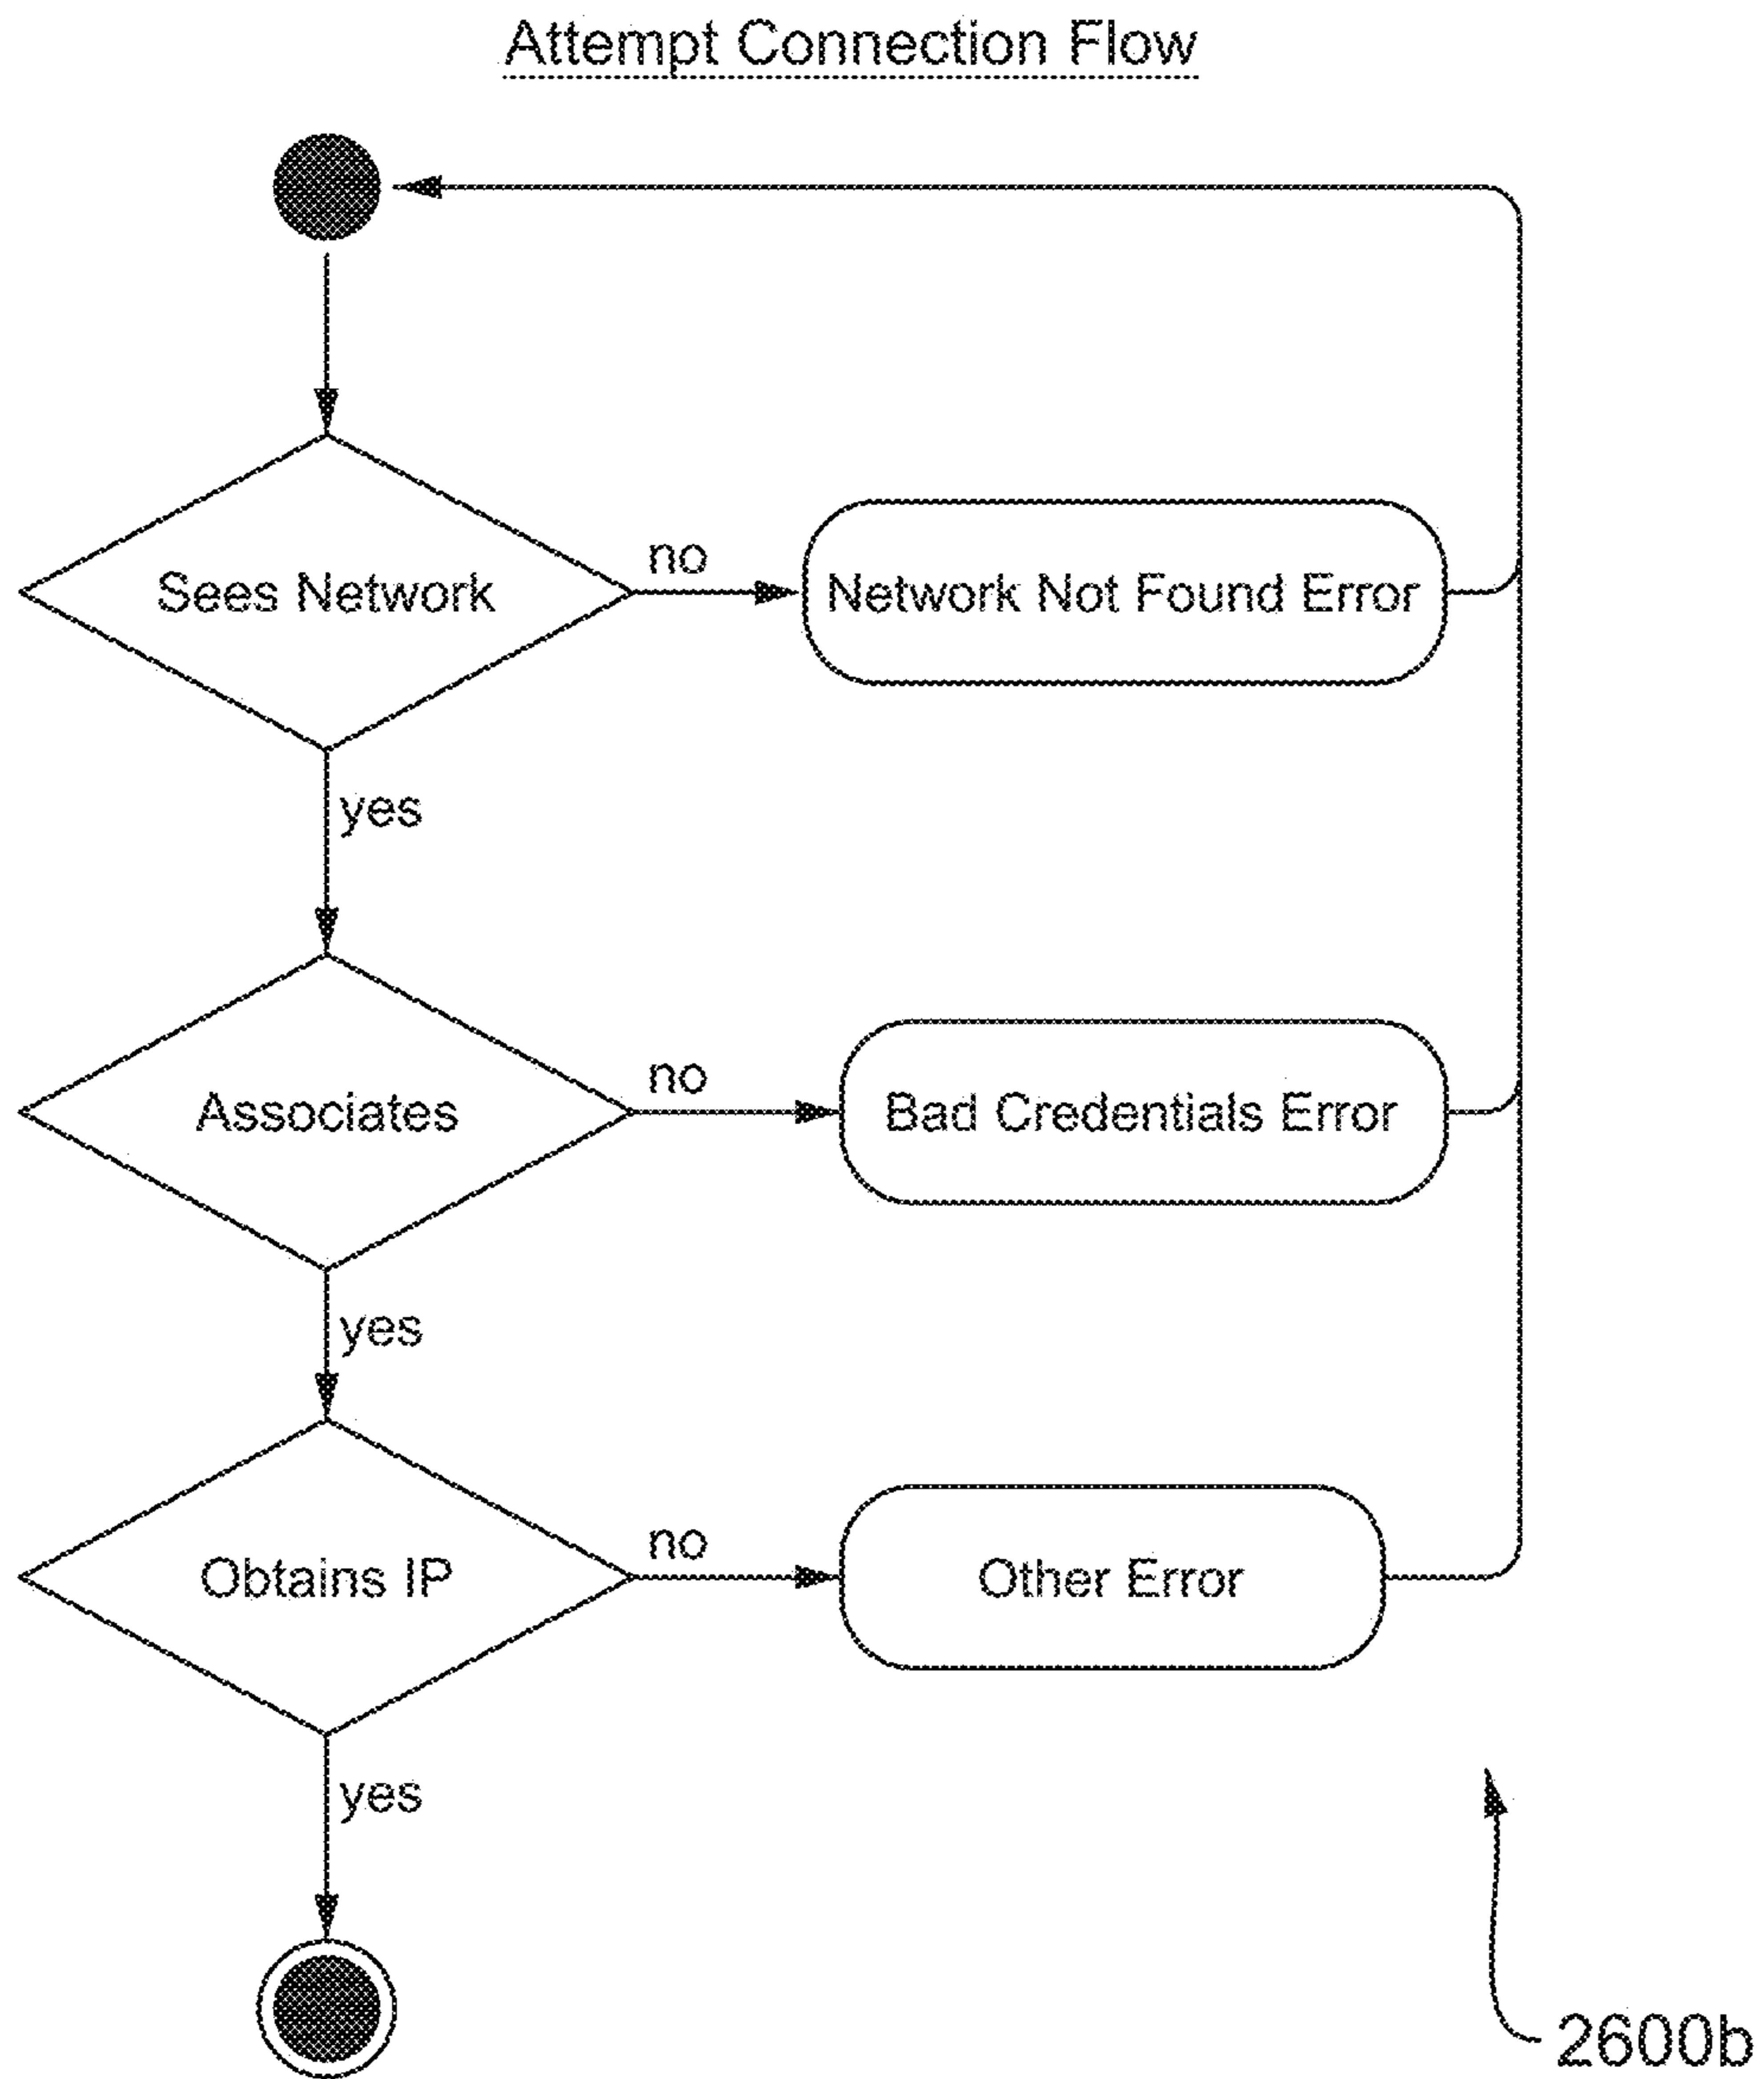 Attempt Connection Flow
Sees Network
no
Network Not Found Error
yes
Associates
no
Bad Credentials Error
yes
Obtains IP
no
Other Error
yes
2600b